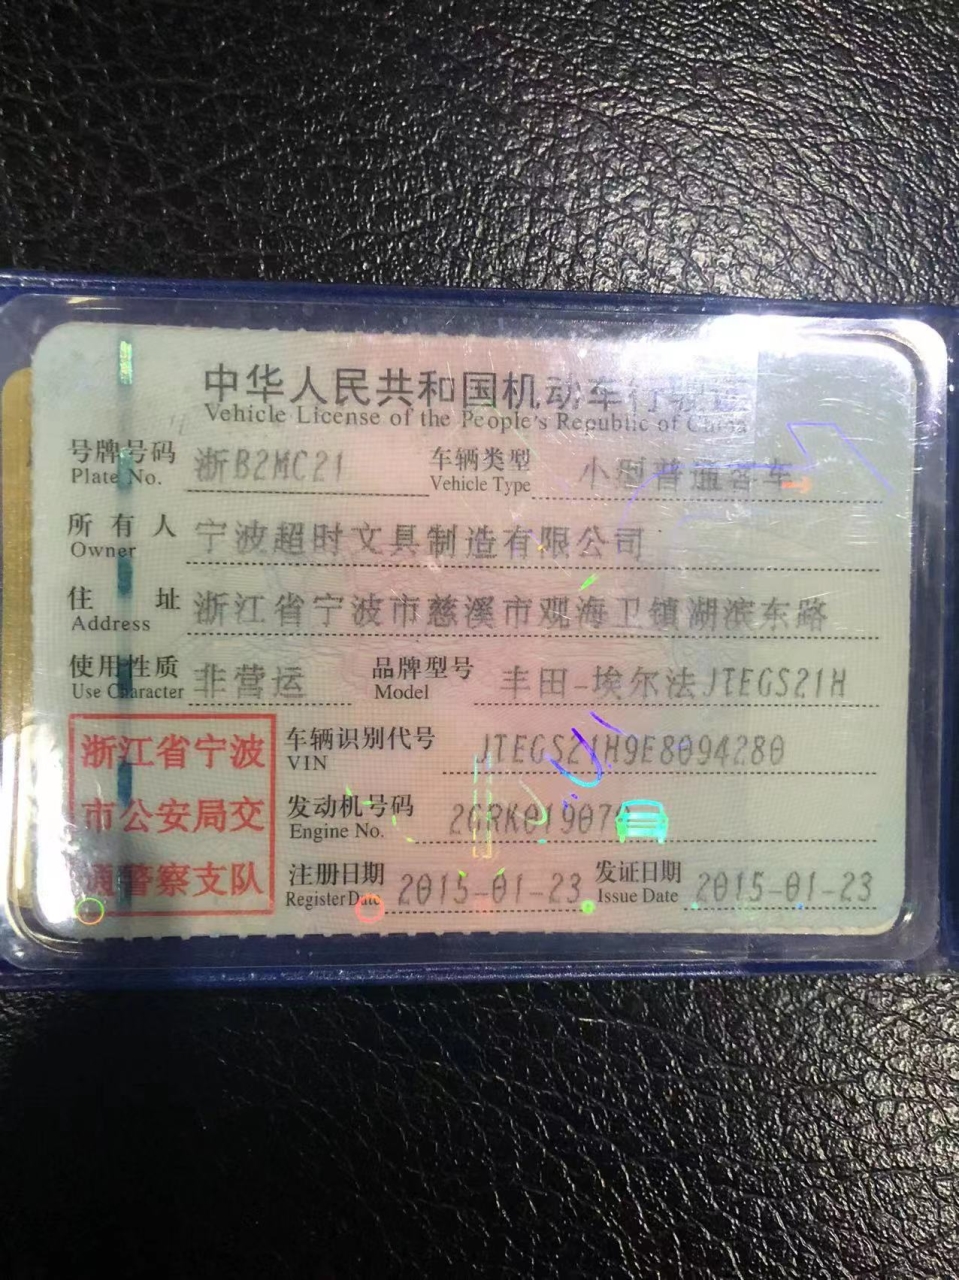 中华人民共和国机动车行驶证
Vehicle License of the People's Republic of China
号牌号码 浙B2MC21 车辆类型 小型普通客车
Plate No. Vehicle Type
所有人 宁波超时文具制造有限公司
Owner
住址 浙江省宁波市慈溪市观海卫镇湖滨东路
Address
使用性质 非营运 品牌型号 丰田-埃尔法JTEGS21H
Use Character Model
浙江省宁波
市公安局交
通警察支队
车辆识别代号 JTEGS21H9E8094280
VIN
发动机号码
Engine No.
注册日期 2015-01-23 发证日期 2015-01-23
Register Date Issue Date